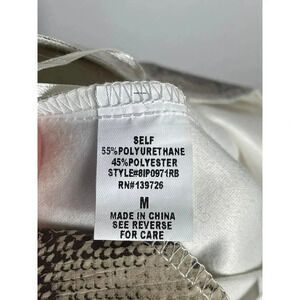 SELF
55%POLYURETHANE
45%POLYESTER
STYLE#8IP0971RB
RN#139726
M
MADE IN CHINA
SEE REVERSE
FOR CARE